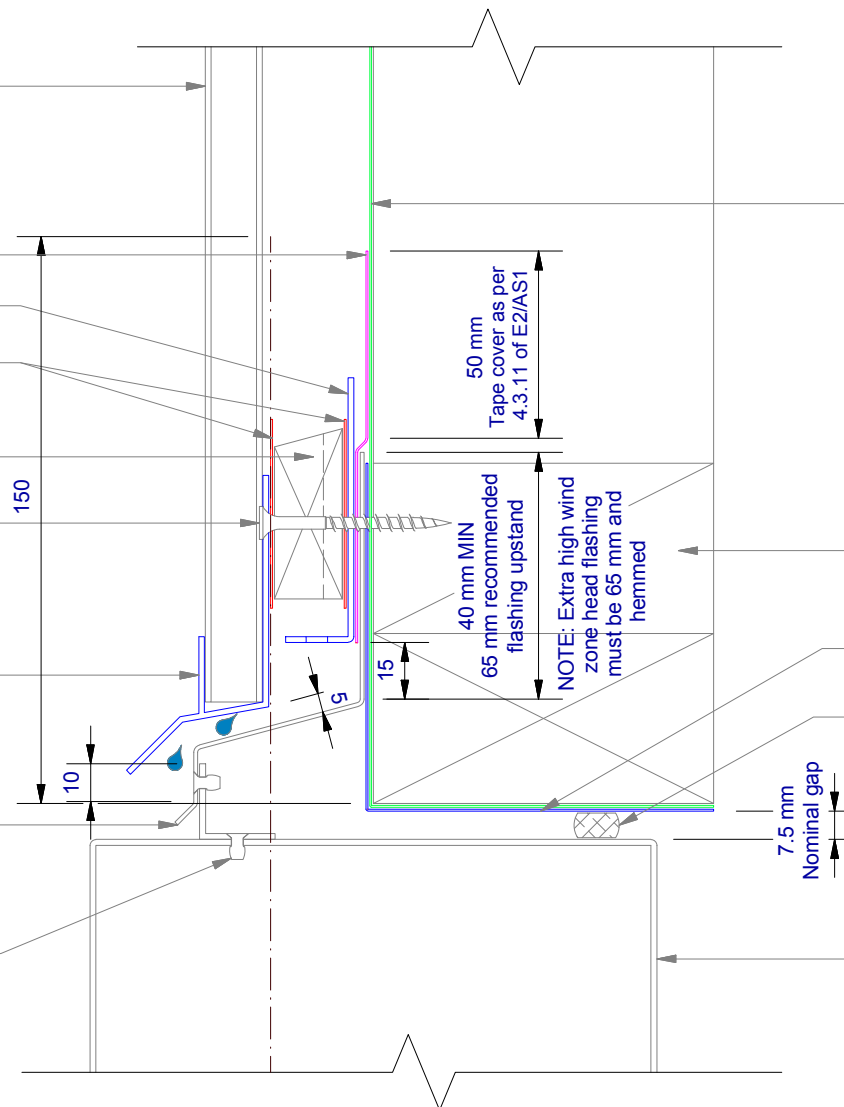 50 mm
Tape cover as per
4.3.11 of E2/AS1
150
40 mm MIN
65 mm recommended
flashing upstand
NOTE: Extra high wind
zone head flashing
must be 65 mm and
hemmed
15
5
10
7.5 mm
Nominal gap